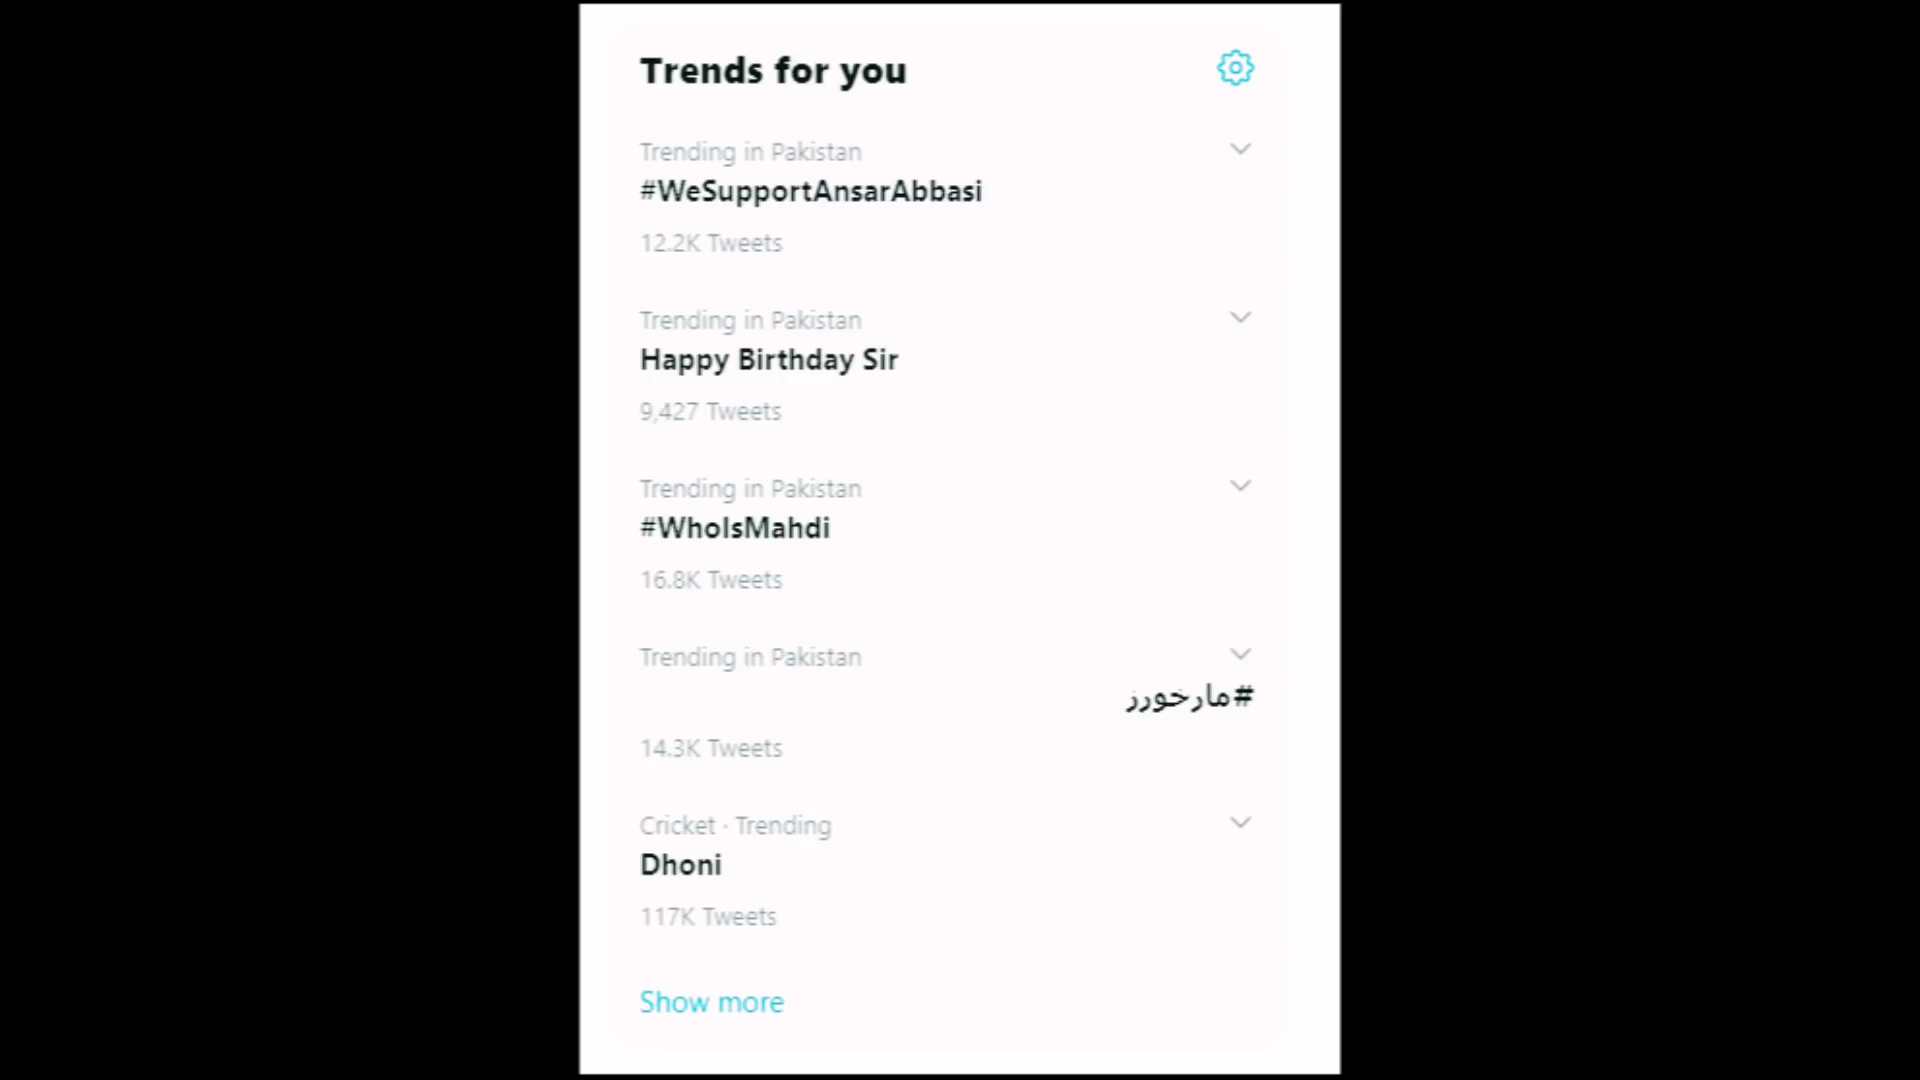 Trends for you
Trending in Pakistan
#WeSupportAnsarAbbasi
12.2K Tweets
Trending in Pakistan
Happy Birthday Sir
9,427 Tweets
Trending in Pakistan
#WhoIsMahdi
16.8K Tweets
Trending in Pakistan
#مارخورز
14.3K Tweets
Cricket · Trending
Dhoni
117K Tweets
Show more